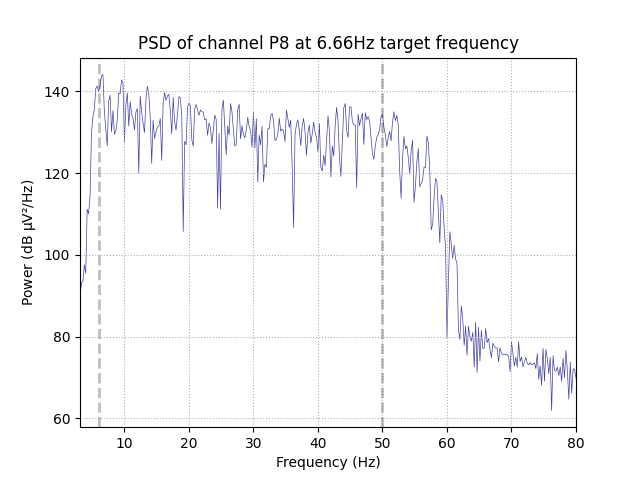 PSD of channel P8 at 6.66Hz target frequency
140
120
100
80
60
Power (dB µV²/Hz)
10 20 30 40 50 60 70 80
Frequency (Hz)